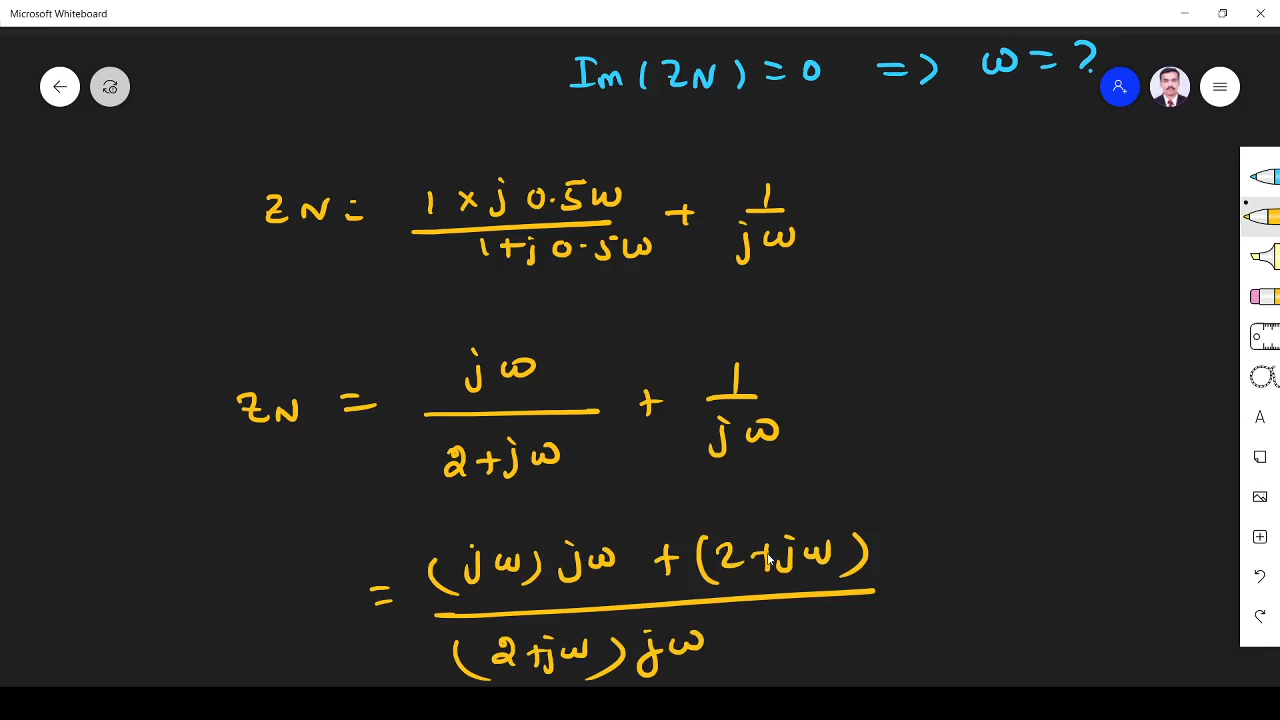 Microsoft Whiteboard
Im(ZN)=0 => ω=?
ZN= (1 × j 0.5ω)/(1+j 0.5ω) + 1/(jω)
ZN = (jω)/(2+jω) + 1/(jω)
= ((jω) jω + (2+jω))/((2+jω) jω)
A